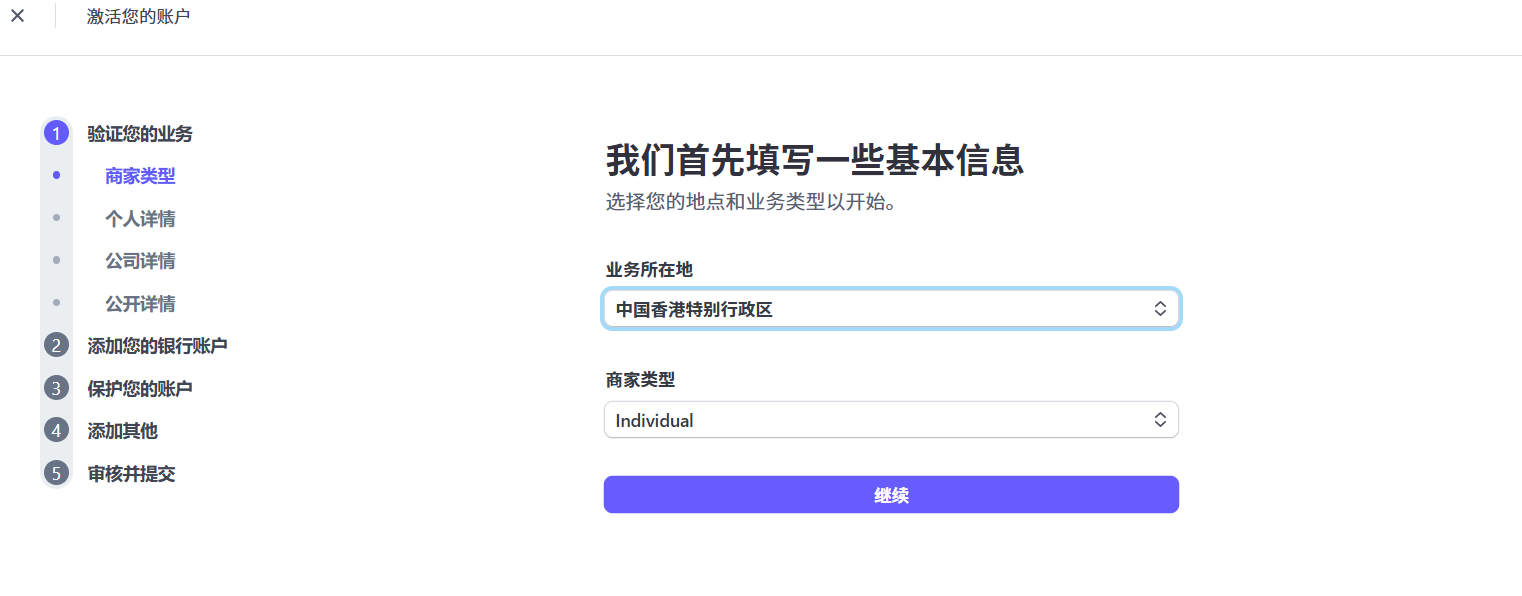 激活您的账户
1 验证您的业务
商家类型
个人详情
公司详情
公开详情
2 添加您的银行账户
3 保护您的账户
4 添加其他
5 审核并提交
我们首先填写一些基本信息
选择您的地点和业务类型以开始。
业务所在地
中国香港特别行政区
商家类型
Individual
继续